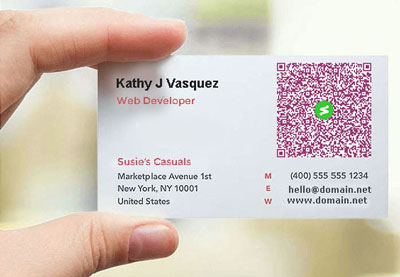 Kathy J Vasquez
Web Developer
Susie's Casuals
Marketplace Avenue 1st
New York, NY 10001
United States
M (400) 555 555 1234
E hello@domain.net
W www.domain.net